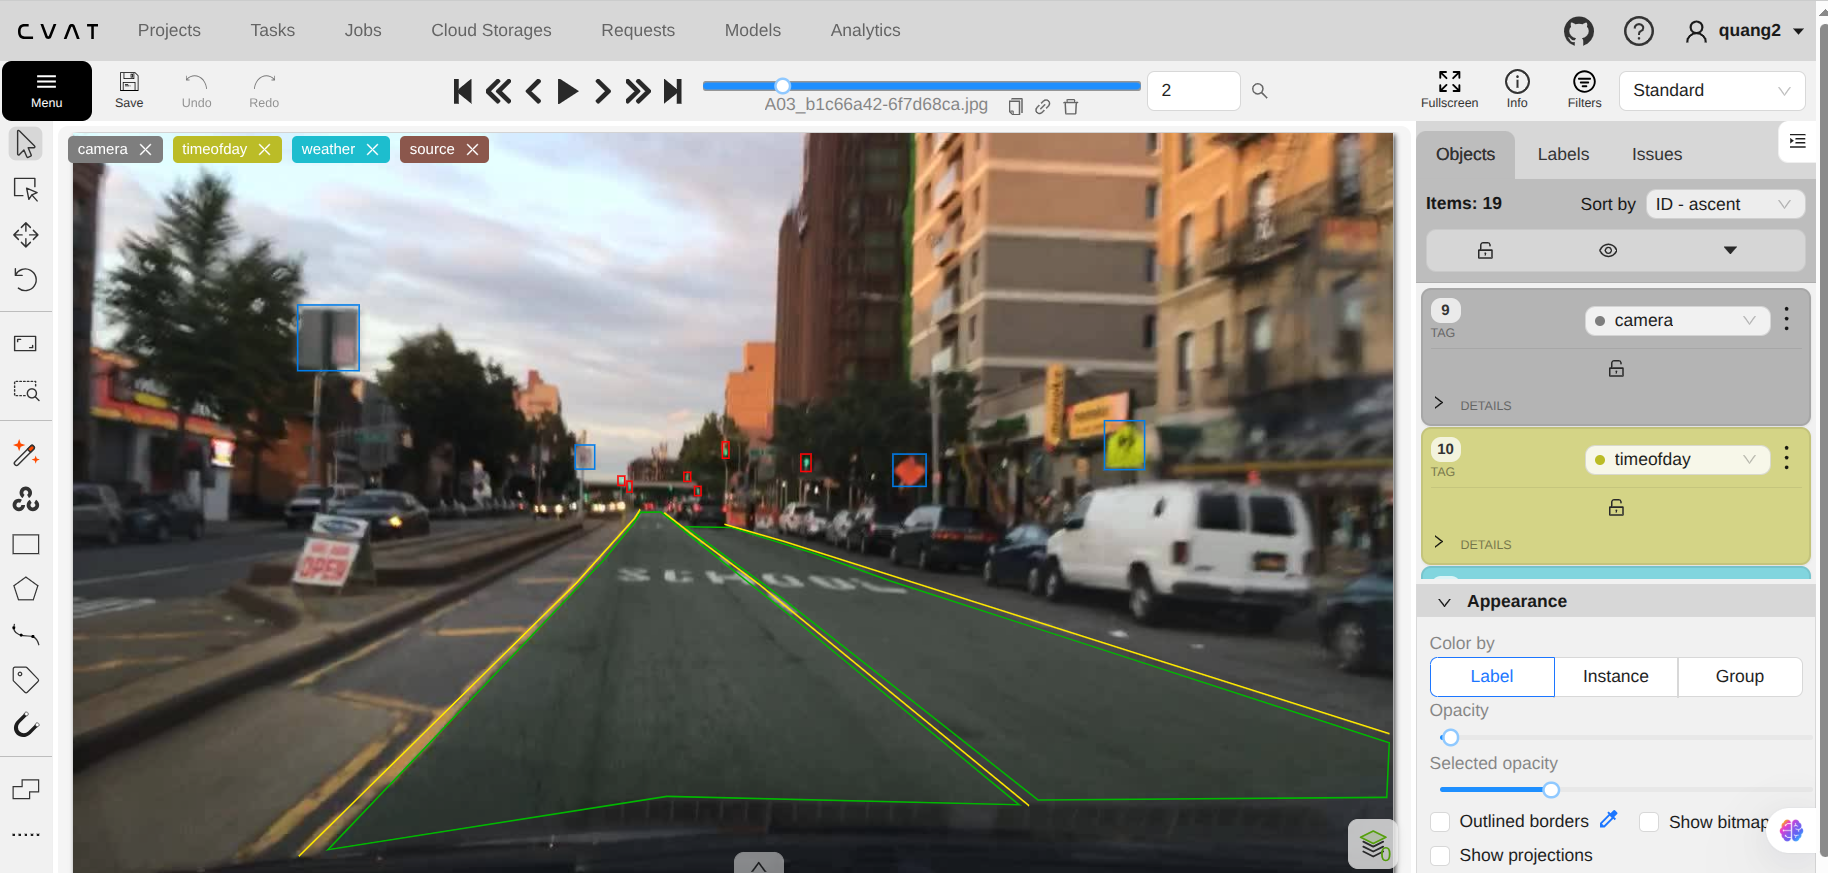 CVAT Projects Tasks Jobs Cloud Storages Requests Models Analytics quang2
Menu Save Undo Redo 2 Fullscreen Info Filters Standard
A03_b1c66a42-6f7d68ca.jpg
camera timeofday weather source
Objects Labels Issues
Items: 19 Sort by ID - ascent
9 camera
TAG
DETAILS
10 timeofday
TAG
DETAILS
OPEN
SCHOOL
Appearance
Color by
Label Instance Group
Opacity
Selected opacity
Outlined borders Show bitmap
Show projections
0